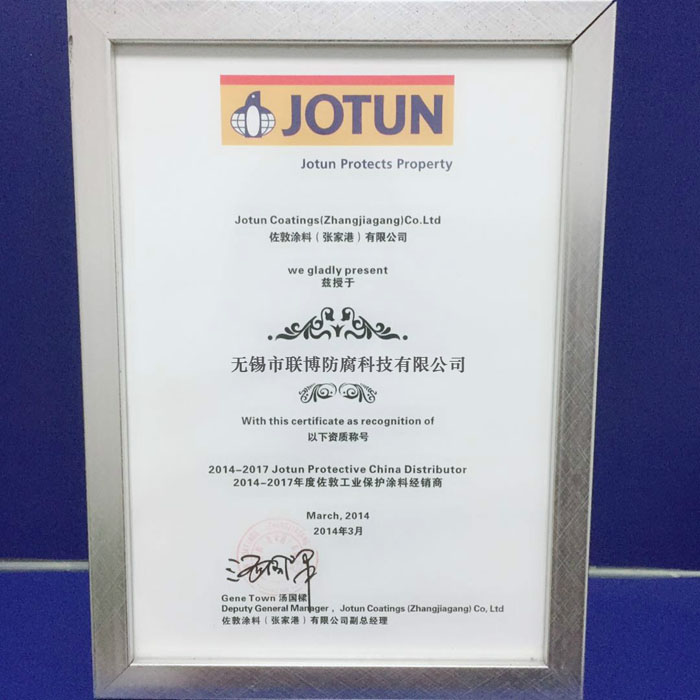 JOTUN
Jotun Protects Property
Jotun Coatings(Zhangjiagang)Co.Ltd
佐敦涂料（张家港）有限公司
we gladly present
兹授于
无锡市联博防腐科技有限公司
With this certificate as recognition of
以下资质称号
2014-2017 Jotun Protective China Distributor
2014-2017年度佐敦工业保护涂料经销商
March, 2014
2014年3月
Gene Town 汤国樑
Deputy General Manager ，Jotun Coatings (Zhangjiagang) Co, Ltd
佐敦涂料（张家港）有限公司副总经理